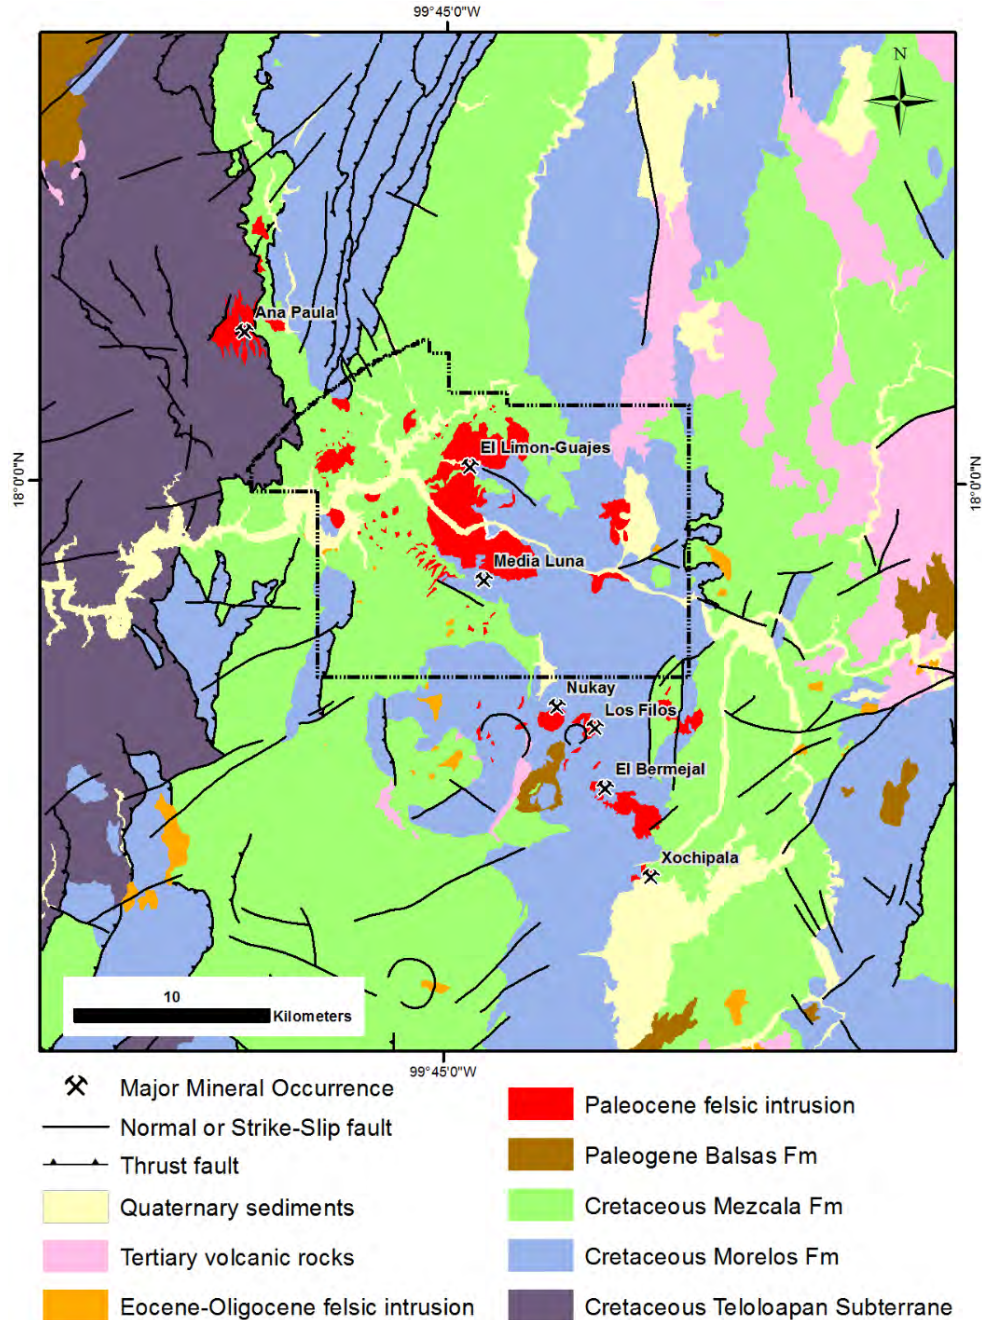 99°45'0"W
N
Ana Paula
El Limon-Guajes
18°0'0"N
18°0'0"N
Media Luna
Nukay
Los Filos
El Bermejal
Xochipala
10
Kilometers
99°45'0"W
Major Mineral Occurrence
Normal or Strike-Slip fault
Thrust fault
Quaternary sediments
Tertiary volcanic rocks
Eocene-Oligocene felsic intrusion
Paleocene felsic intrusion
Paleogene Balsas Fm
Cretaceous Mezcala Fm
Cretaceous Morelos Fm
Cretaceous Teloloapan Subterrane